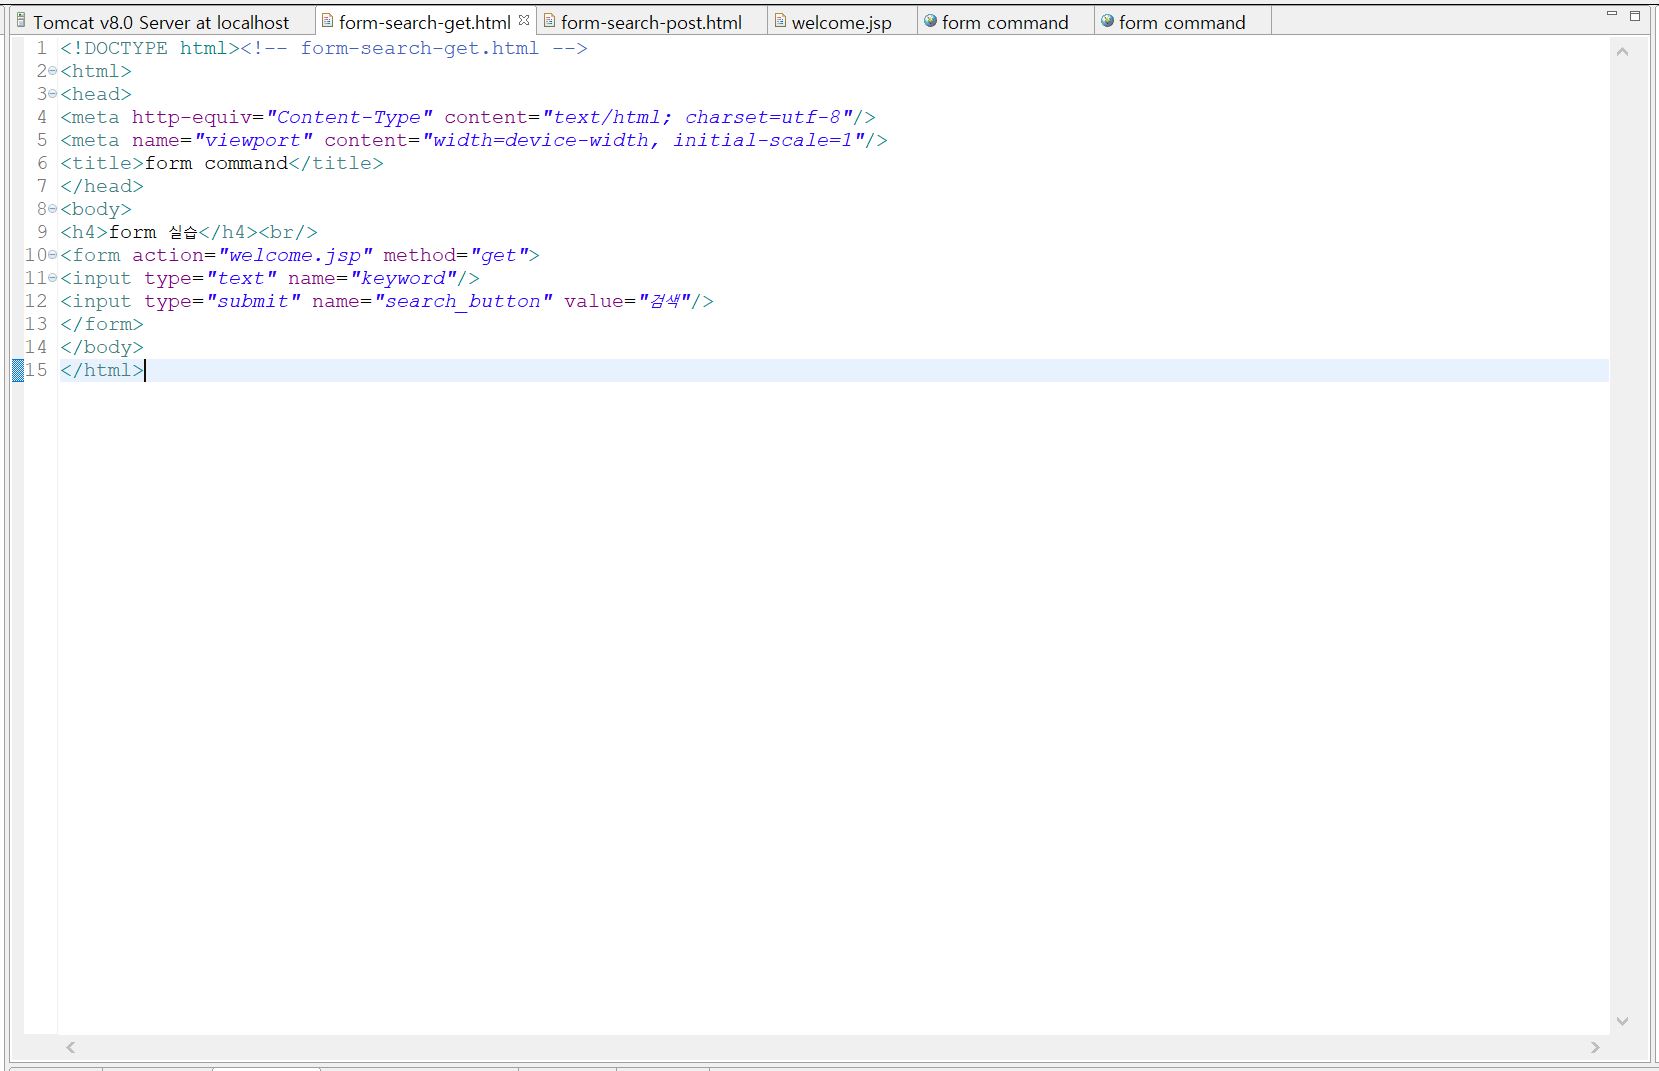 Tomcat v8.0 Server at localhost form-search-get.html form-search-post.html welcome.jsp form command form command
1 <!DOCTYPE html><!-- form-search-get.html -->
2 <html>
3 <head>
4 <meta http-equiv="Content-Type" content="text/html; charset=utf-8"/>
5 <meta name="viewport" content="width=device-width, initial-scale=1"/>
6 <title>form command</title>
7 </head>
8 <body>
9 <h4>form 실습</h4><br/>
10 <form action="welcome.jsp" method="get">
11 <input type="text" name="keyword"/>
12 <input type="submit" name="search_button" value="검색"/>
13 </form>
14 </body>
15 </html>